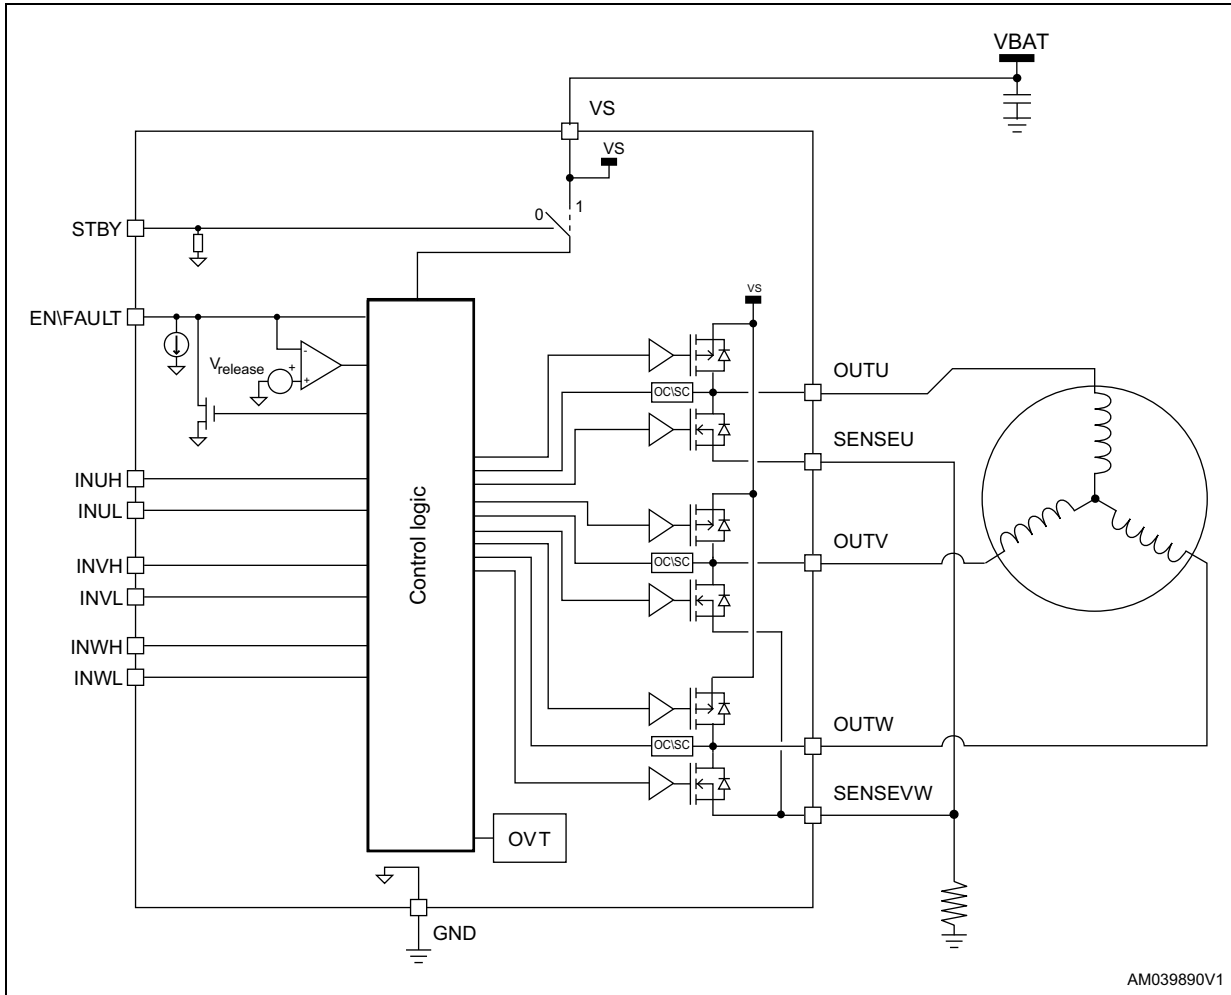 VBAT
VS
VS
STBY
0
1
EN\FAULT
VS
Vrelease
-
+
+
OUTU
OC\SC
SENSEU
INUH
INUL
Control logic
OUTV
OC\SC
INVH
INVL
INWH
INWL
OUTW
OC\SC
SENSEVW
OVT
GND
AM039890V1